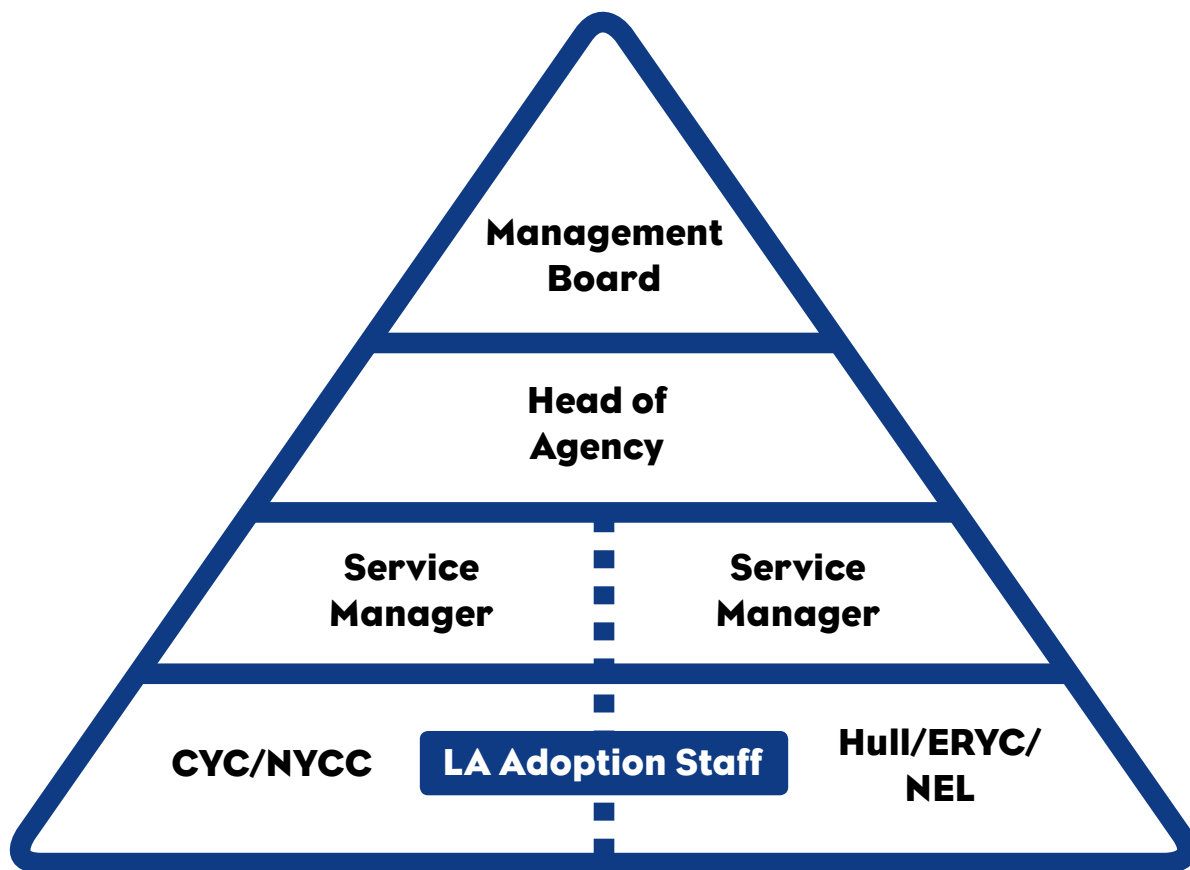 Management
Board
Head of
Agency
Service
Manager
Service
Manager
CYC/NYCC
LA Adoption Staff
Hull/ERYC/
NEL